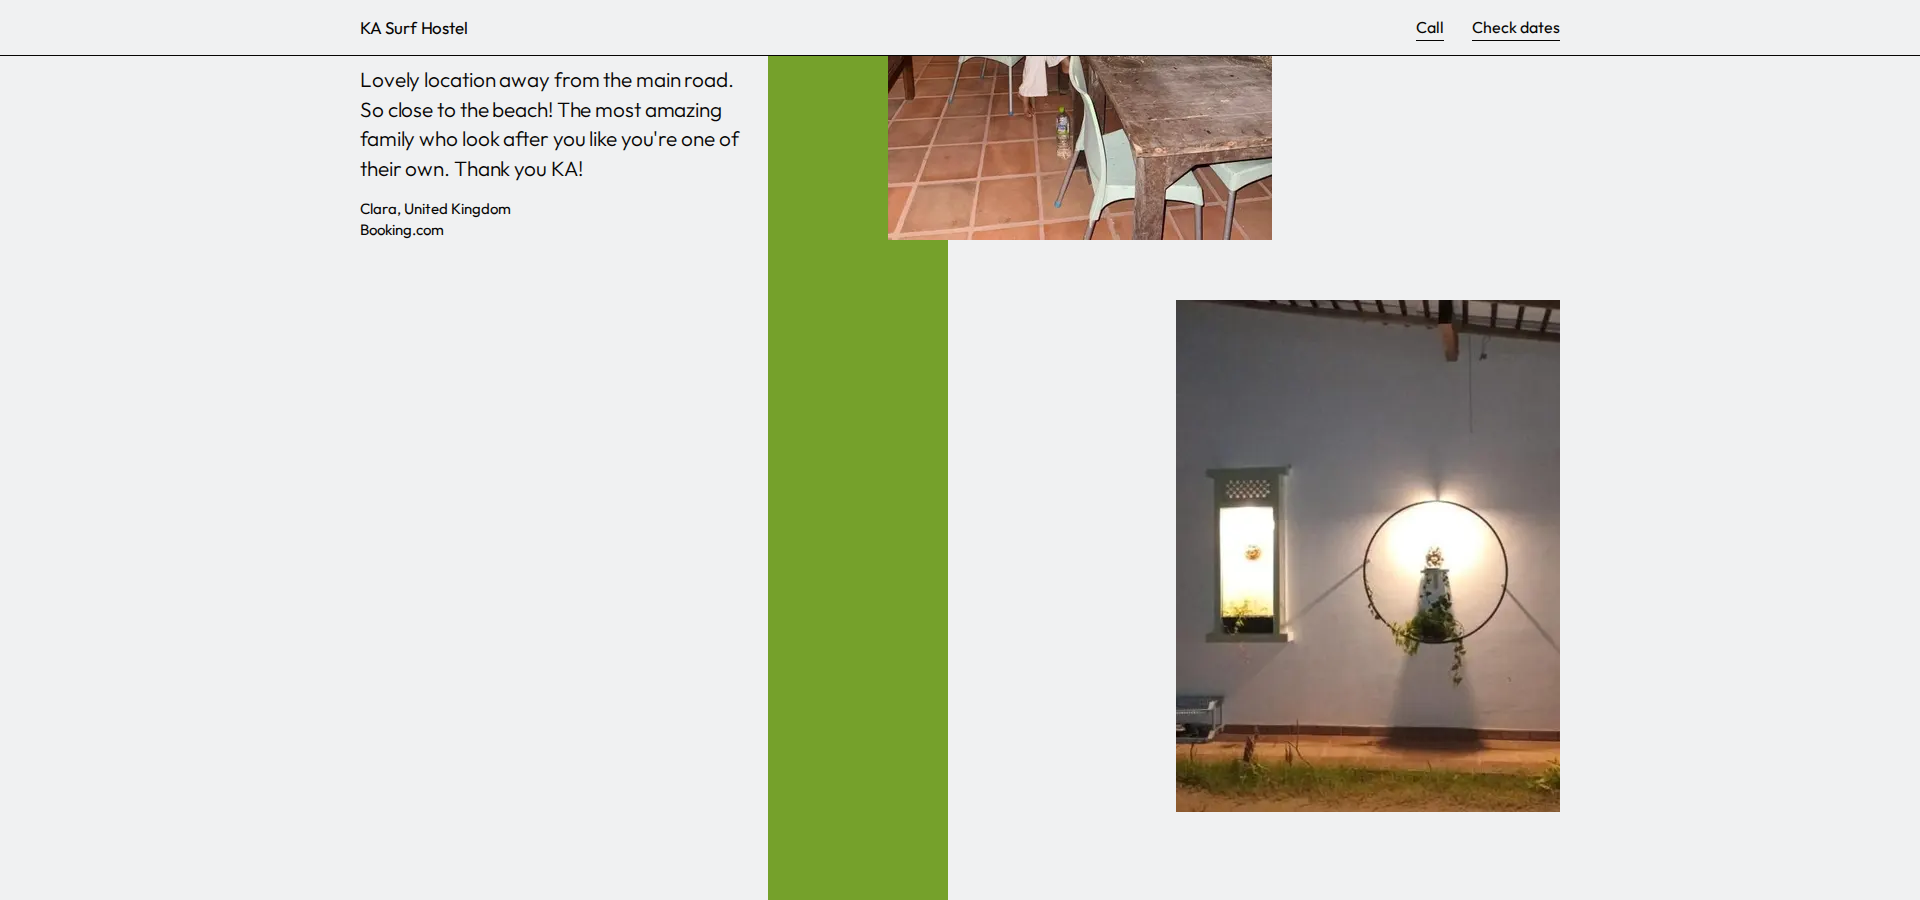 KA Surf Hostel
Call
Check dates
Lovely location away from the main road.
So close to the beach! The most amazing
family who look after you like you're one of
their own. Thank you KA!
Clara, United Kingdom
Booking.com